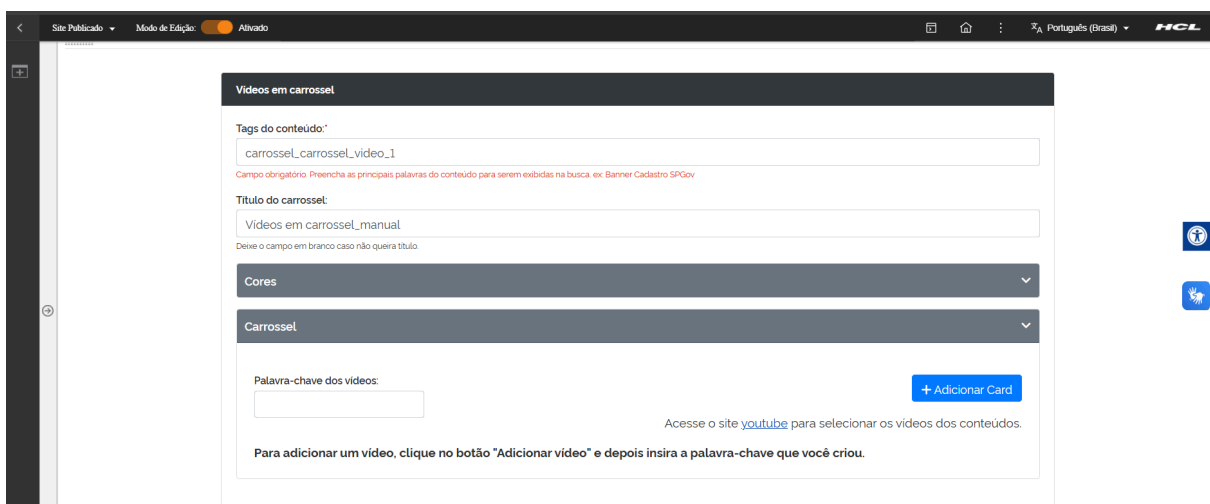 Site Publicado
Modo de Edição:
Ativado
Português (Brasil)
HCL
Vídeos em carrossel
Tags do conteúdo:*
carrossel_carrossel_video_1
Campo obrigatório. Preencha as principais palavras do conteúdo para serem exibidas na busca. ex: Banner Cadastro SPGov
Título do carrossel:
Vídeos em carrossel_manual
Deixe o campo em branco caso não queira titulo.
Cores
Carrossel
Palavra-chave dos vídeos:
+ Adicionar Card
Acesse o site youtube para selecionar os vídeos dos conteúdos.
Para adicionar um vídeo, clique no botão "Adicionar vídeo" e depois insira a palavra-chave que você criou.